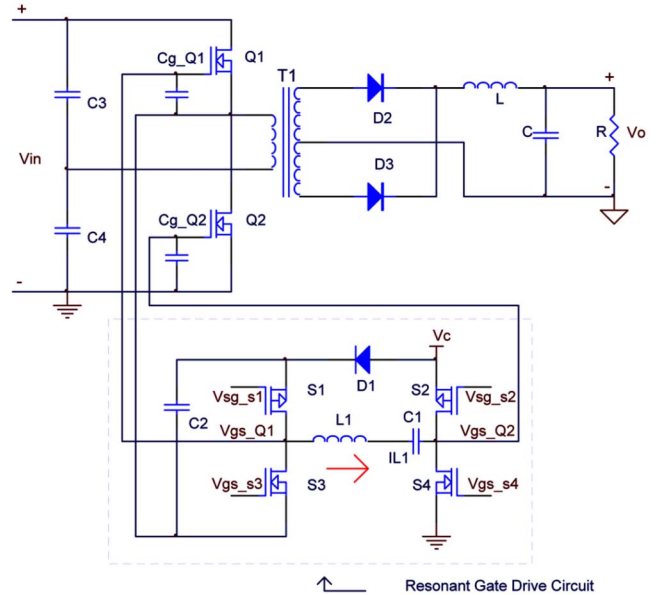 +
Cg_Q1
Q1
T1
C3
D2
L
+
C
R
Vo
Vin
D3
-
Cg_Q2
Q2
C4
-
Vc
D1
S1
S2
Vsg_s1
Vsg_s2
C2
L1
C1
Vgs_Q1
Vgs_Q2
IL1
Vgs_s3
S3
S4
Vgs_s4
Resonant Gate Drive Circuit